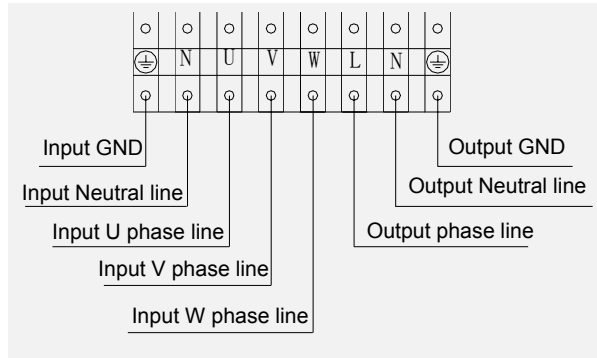 N U V W L N
Input GND
Output GND
Input Neutral line
Output Neutral line
Input U phase line
Output phase line
Input V phase line
Input W phase line